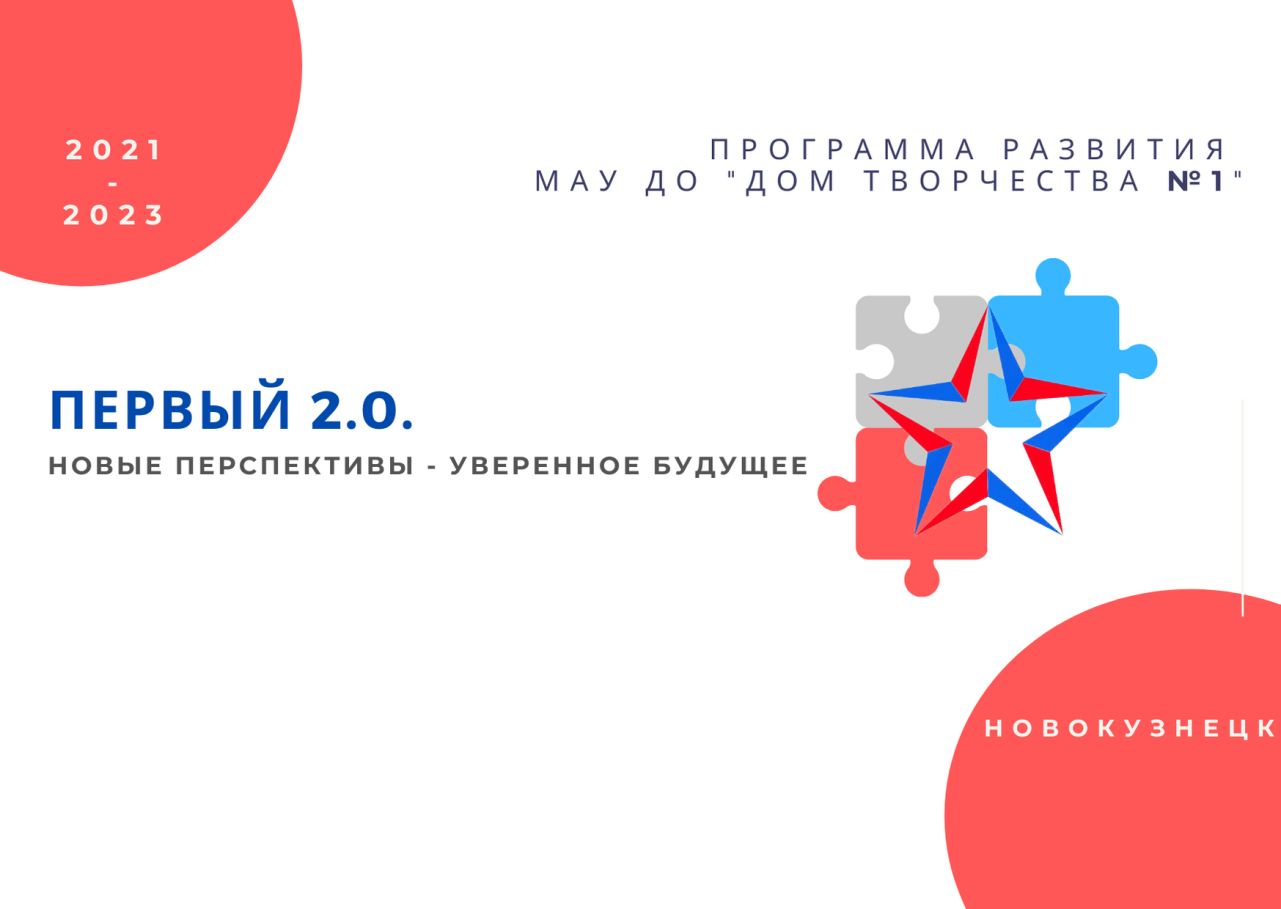 2021
-
2023
ПРОГРАММА РАЗВИТИЯ
МАУ ДО "ДОМ ТВОРЧЕСТВА №1"
ПЕРВЫЙ 2.0.
НОВЫЕ ПЕРСПЕКТИВЫ - УВЕРЕННОЕ БУДУЩЕЕ
НОВОКУЗНЕЦК